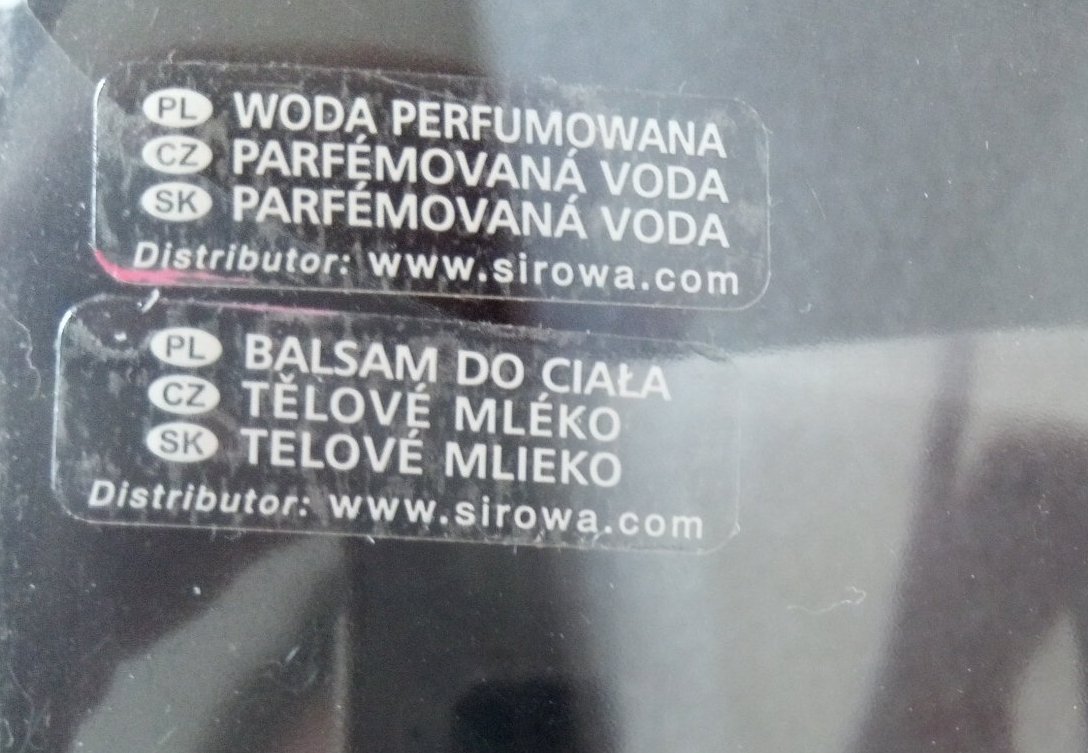 PL WODA PERFUMOWANA
CZ PARFÉMOVANÁ VODA
SK PARFÉMOVANÁ VODA
Distributor: www.sirowa.com
PL BALSAM DO CIAŁA
CZ TĚLOVÉ MLÉKO
SK TELOVÉ MLIEKO
Distributor: www.sirowa.com